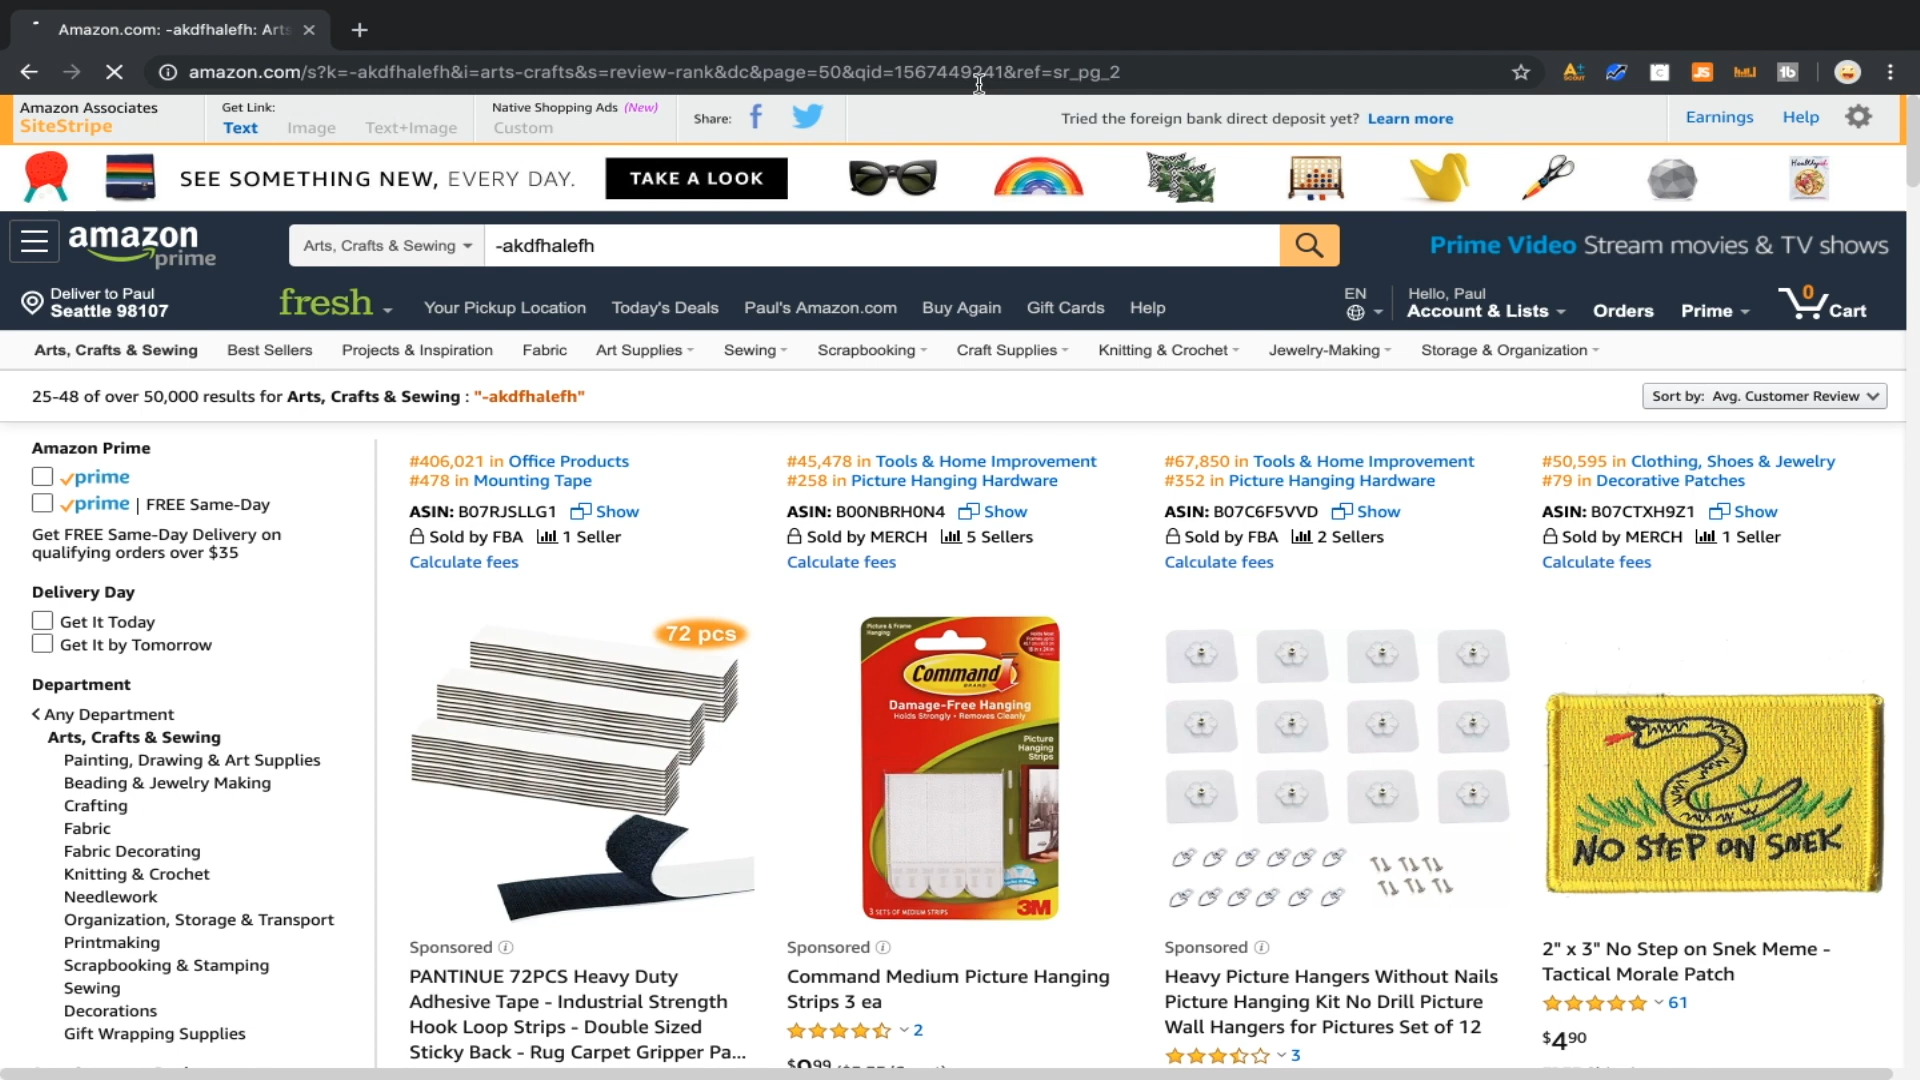 Amazon.com: -akdfhalefh: Arts
amazon.com/s?k=-akdfhalefh&i=arts-crafts&s=review-rank&dc&page=50&qid=1567449241&ref=sr_pg_2
Amazon Associates
SiteStripe
Get Link:
Text Image Text+Image
Native Shopping Ads (New)
Custom
Share:
Tried the foreign bank direct deposit yet? Learn more
Earnings Help
SEE SOMETHING NEW, EVERY DAY. TAKE A LOOK
amazon prime
Arts, Crafts & Sewing
-akdfhalefh
Prime Video Stream movies & TV shows
Deliver to Paul
Seattle 98107
fresh
Your Pickup Location Today's Deals Paul's Amazon.com Buy Again Gift Cards Help
EN
Hello, Paul
Account & Lists
Orders
Prime
0
Cart
Arts, Crafts & Sewing Best Sellers Projects & Inspiration Fabric Art Supplies Sewing Scrapbooking Craft Supplies Knitting & Crochet Jewelry-Making Storage & Organization
25-48 of over 50,000 results for Arts, Crafts & Sewing : "-akdfhalefh"
Sort by: Avg. Customer Review
Amazon Prime
prime
prime | FREE Same-Day
Get FREE Same-Day Delivery on
qualifying orders over $35
Delivery Day
Get It Today
Get It by Tomorrow
Department
Any Department
Arts, Crafts & Sewing
Painting, Drawing & Art Supplies
Beading & Jewelry Making
Crafting
Fabric
Fabric Decorating
Knitting & Crochet
Needlework
Organization, Storage & Transport
Printmaking
Scrapbooking & Stamping
Sewing
Decorations
Gift Wrapping Supplies
#406,021 in Office Products
#478 in Mounting Tape
ASIN: B07RJSLLG1 Show
Sold by FBA 1 Seller
Calculate fees
72 pcs
Sponsored
PANTINUE 72PCS Heavy Duty
Adhesive Tape - Industrial Strength
Hook Loop Strips - Double Sized
Sticky Back - Rug Carpet Gripper Pa...
#45,478 in Tools & Home Improvement
#258 in Picture Hanging Hardware
ASIN: B00NBRH0N4 Show
Sold by MERCH 5 Sellers
Calculate fees
Picture & Frame
Hanging
Command
BRAND
Damage-Free Hanging
Holds Strongly • Removes Cleanly
Picture
Hanging
Strips
3 SETS OF MEDIUM STRIPS
3M
Sponsored
Command Medium Picture Hanging
Strips 3 ea
2
#67,850 in Tools & Home Improvement
#352 in Picture Hanging Hardware
ASIN: B07C6F5VVD Show
Sold by FBA 2 Sellers
Calculate fees
Sponsored
Heavy Picture Hangers Without Nails
Picture Hanging Kit No Drill Picture
Wall Hangers for Pictures Set of 12
3
#50,595 in Clothing, Shoes & Jewelry
#79 in Decorative Patches
ASIN: B07CTXH9Z1 Show
Sold by MERCH 1 Seller
Calculate fees
NO STEP ON SNEK
2" x 3" No Step on Snek Meme -
Tactical Morale Patch
61
$4.90